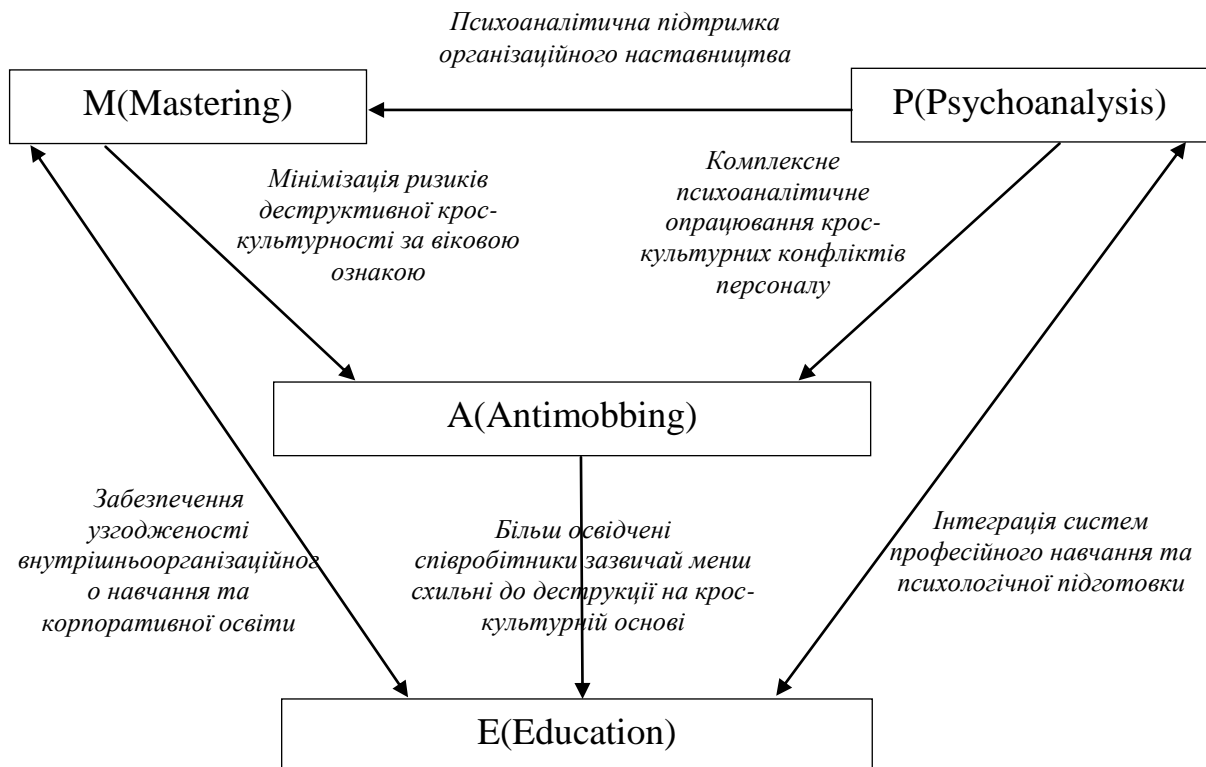 Психоаналітична підтримка
організаційного наставництва
M(Mastering)
P(Psychoanalysis)
Мінімізація ризиків
деструктивної крос-
культурності за віковою
ознакою
Комплексне
психоаналітичне
опрацювання крос-
культурних конфліктів
персоналу
A(Antimobbing)
Забезпечення
узгодженості
внутрішньоорганізаційног
о навчання та
корпоративної освіти
Більш освідчені
співробітники зазвичай менш
схильні до деструкції на крос-
культурній основі
Інтеграція систем
професійного навчання та
психологічної підготовки
E(Education)